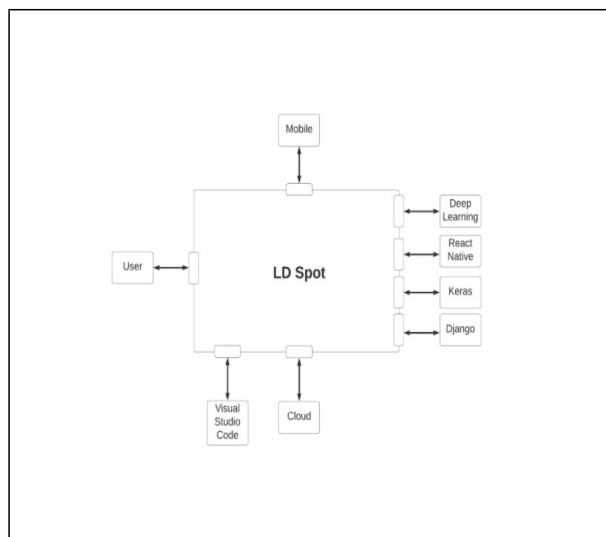 Mobile
Deep
Learning
React
Native
User
LD Spot
Keras
Django
Visual
Studio
Code
Cloud